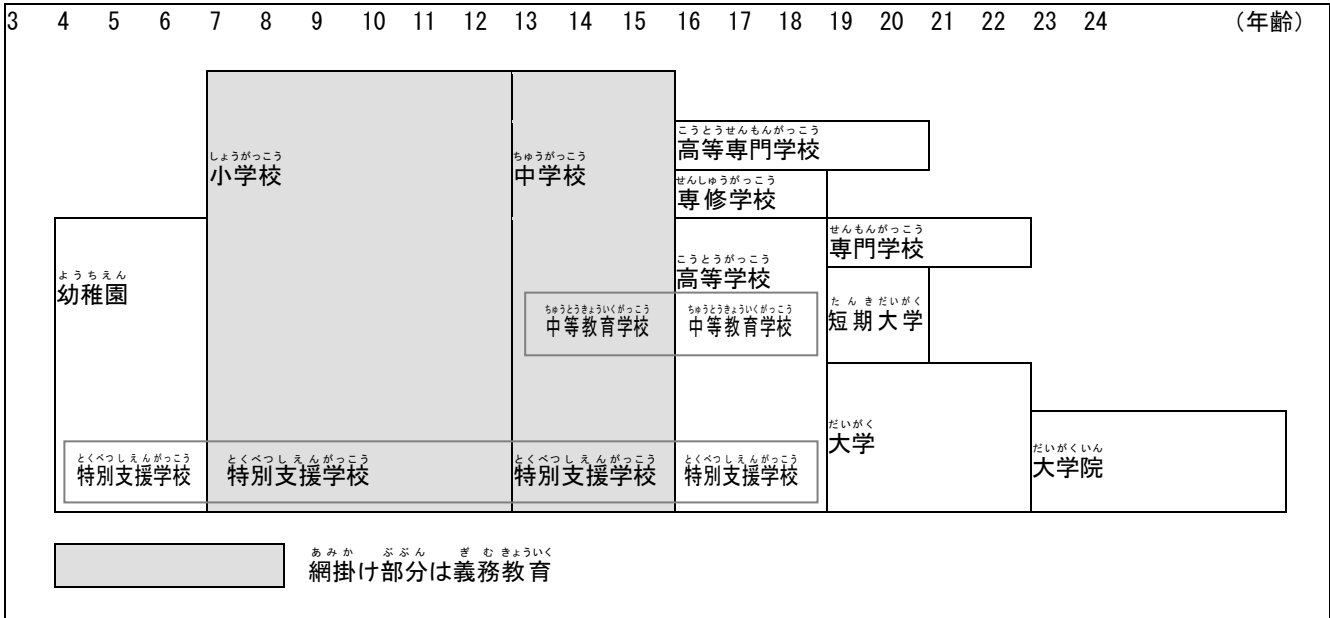 3 4 5 6 7 8 9 10 11 12 13 14 15 16 17 18 19 20 21 22 23 24 (年齢)
こうとうせんもんがっこう
高等専門学校
しょうがっこう ちゅうがっこう
小学校 中学校
せんしゅうがっこう
専修学校
せんもんがっこう
専門学校
こうとうがっこう
高等学校
ようちえん
幼稚園
たんきだいがく
短期大学
ちゅうとうきょういくがっこう ちゅうとうきょういくがっこう
中等教育学校 中等教育学校
だいがく
大学
だいがくいん
大学院
とくべつしえんがっこう とくべつしえんがっこう とくべつしえんがっこう とくべつしえんがっこう
特別支援学校 特別支援学校 特別支援学校 特別支援学校
あみか ぶぶん ぎむきょういく
網掛け部分は義務教育